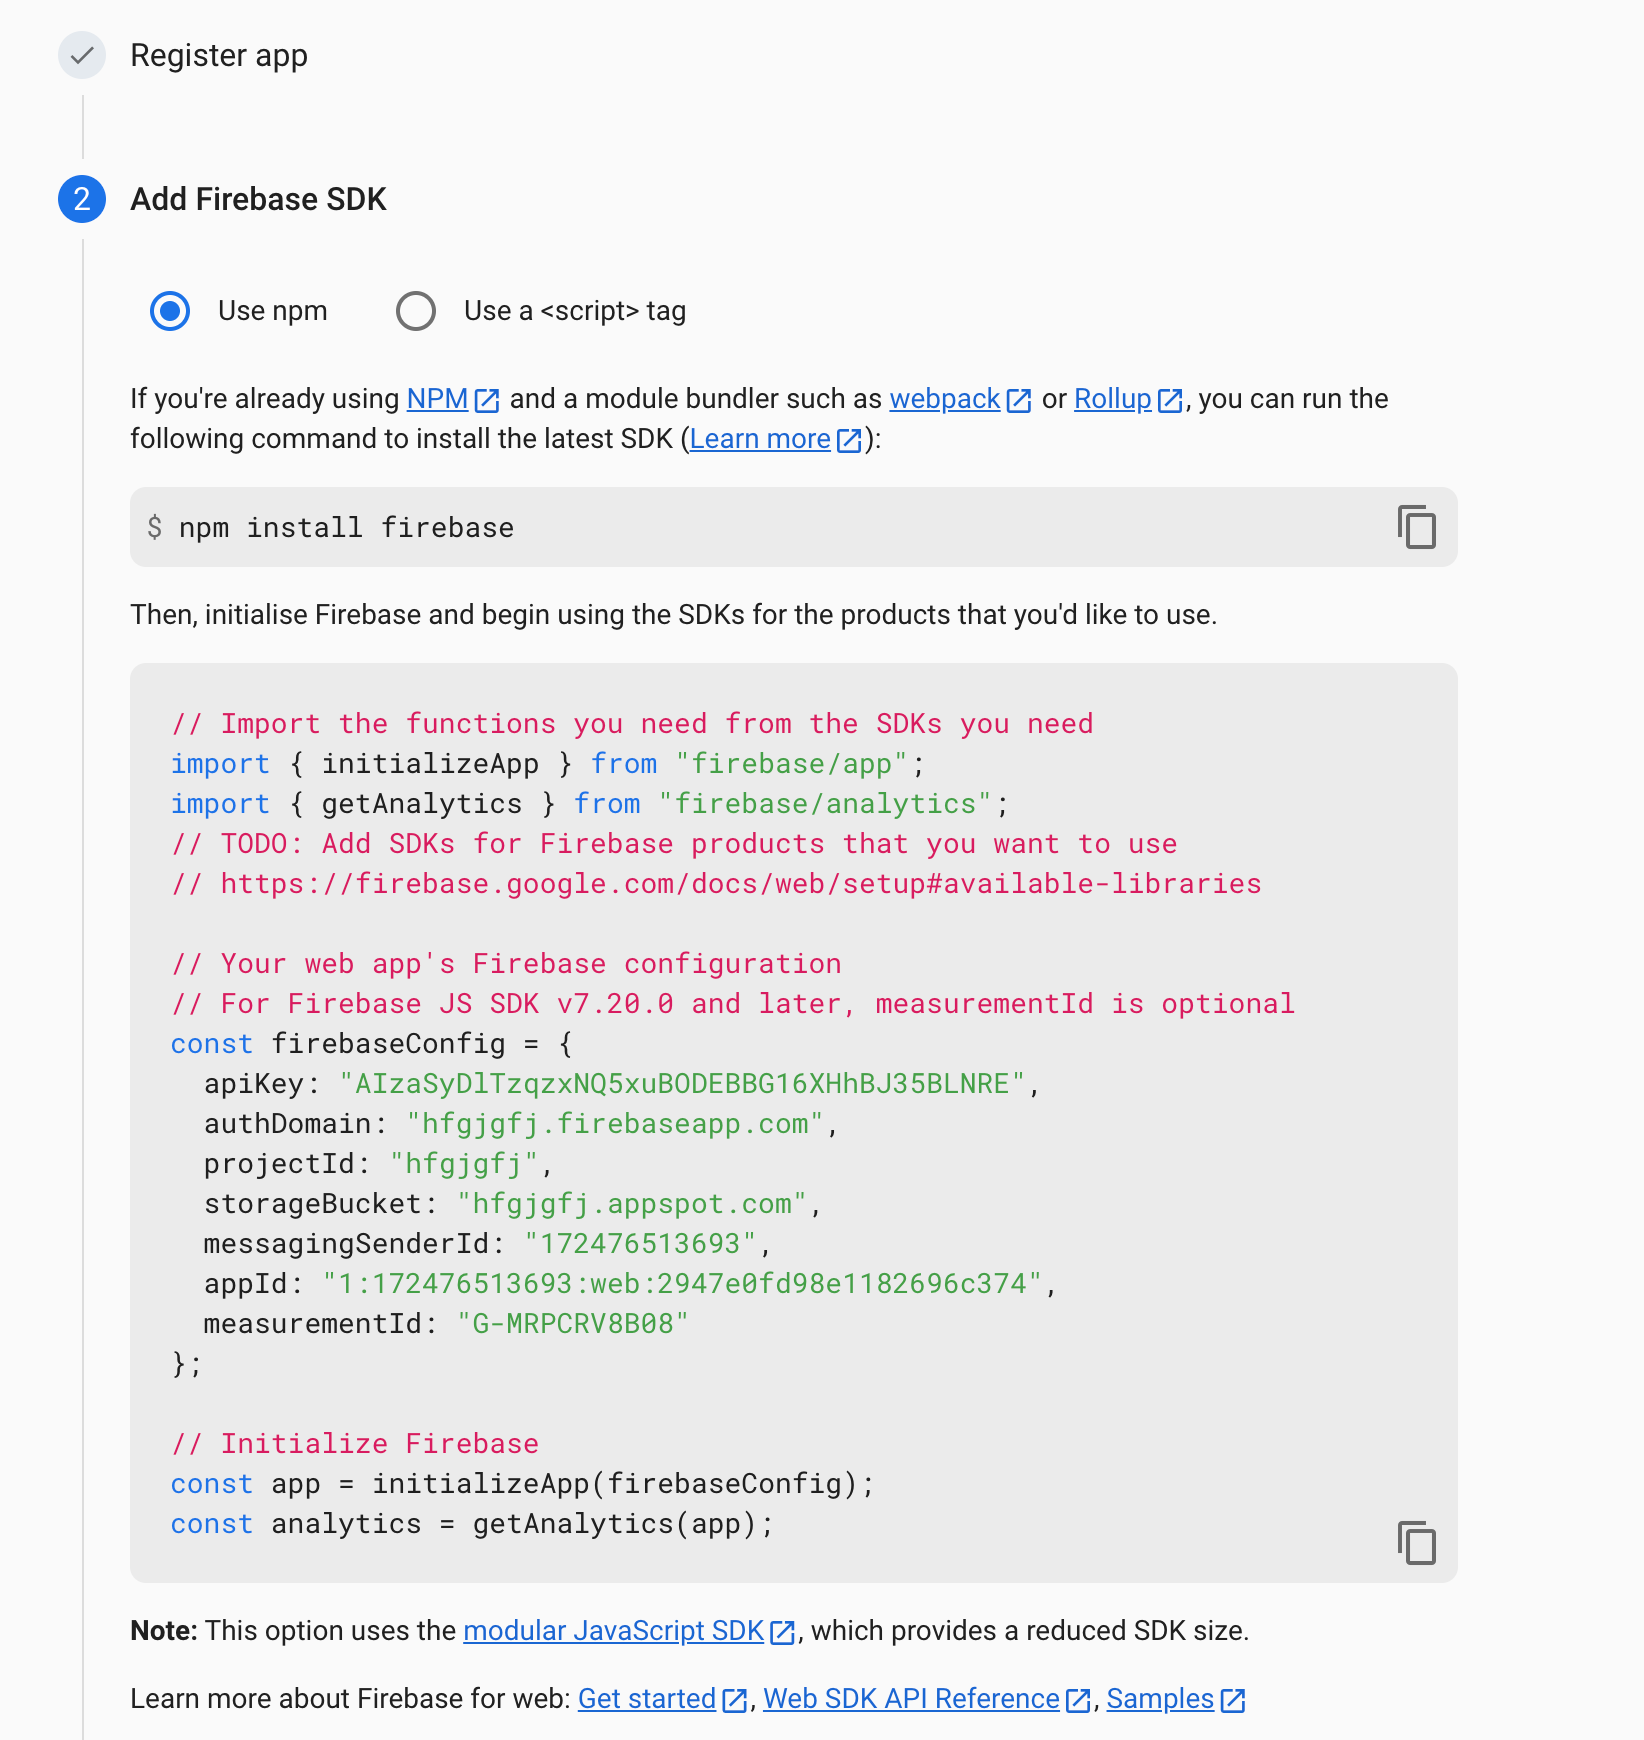 Register app
2 Add Firebase SDK
Use npm Use a <script> tag
If you're already using NPM and a module bundler such as webpack or Rollup, you can run the
following command to install the latest SDK (Learn more):
$ npm install firebase
Then, initialise Firebase and begin using the SDKs for the products that you'd like to use.
// Import the functions you need from the SDKs you need
import { initializeApp } from "firebase/app";
import { getAnalytics } from "firebase/analytics";
// TODO: Add SDKs for Firebase products that you want to use
// https://firebase.google.com/docs/web/setup#available-libraries
// Your web app's Firebase configuration
// For Firebase JS SDK v7.20.0 and later, measurementId is optional
const firebaseConfig = {
  apiKey: "AIzaSyDlTzqzxNQ5xuBODEBBG16XHhBJ35BLNRE",
  authDomain: "hfgjgfj.firebaseapp.com",
  projectId: "hfgjgfj",
  storageBucket: "hfgjgfj.appspot.com",
  messagingSenderId: "172476513693",
  appId: "1:172476513693:web:2947e0fd98e1182696c374",
  measurementId: "G-MRPCRV8B08"
};
// Initialize Firebase
const app = initializeApp(firebaseConfig);
const analytics = getAnalytics(app);
Note: This option uses the modular JavaScript SDK, which provides a reduced SDK size.
Learn more about Firebase for web: Get started, Web SDK API Reference, Samples